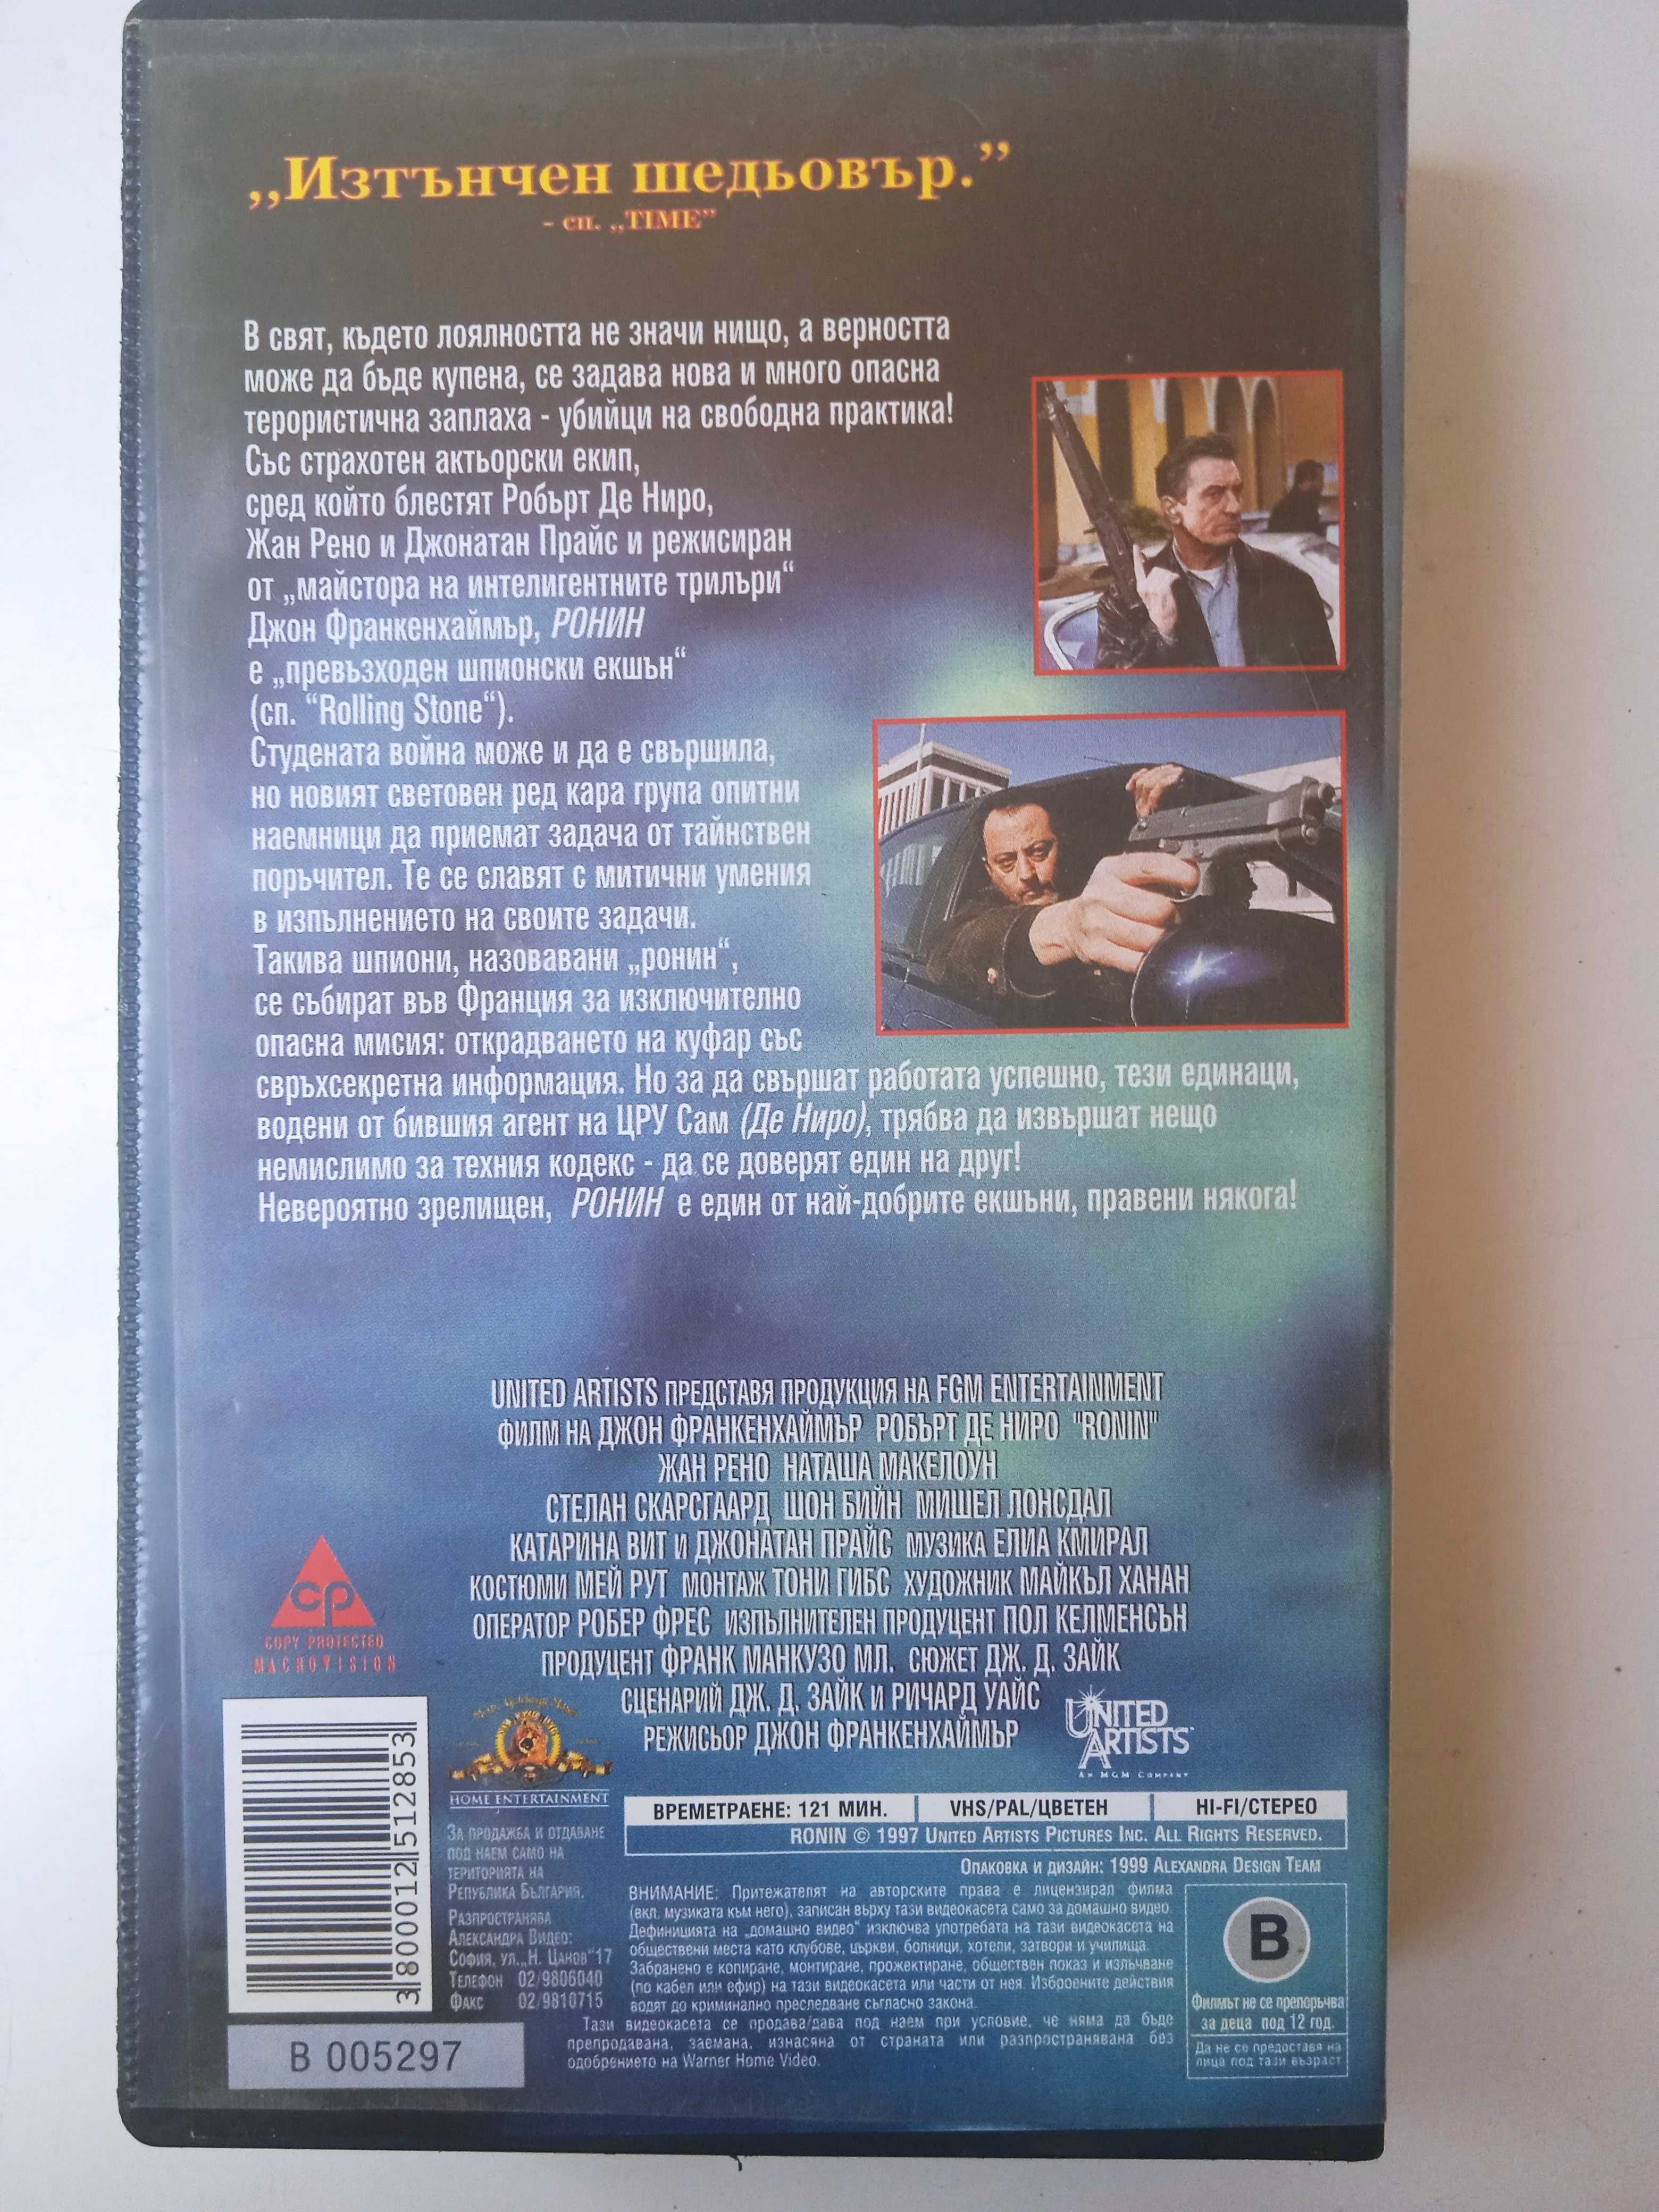 „Изтънчен шедьовър.”
- сп. „TIME”
В свят, където лоялността не значи нищо, а верността
може да бъде купена, се задава нова и много опасна
терористична заплаха - убийци на свободна практика!
Със страхотен актьорски екип,
сред който блестят Робърт Де Ниро,
Жан Рено и Джонатан Прайс и режисиран
от „майстора на интелигентните трилъри“
Джон Франкенхаймър, РОНИН
е „превъзходен шпионски екшън“
(сп. “Rolling Stone“).
Студената война може и да е свършила,
но новият световен ред кара група опитни
наемници да приемат задача от тайнствен
поръчител. Те се славят с митични умения
в изпълнението на своите задачи.
Такива шпиони, назовавани „ронин“,
се събират във Франция за изключително
опасна мисия: открадването на куфар със
свръхсекретна информация. Но за да свършат работата успешно, тези единаци,
водени от бившия агент на ЦРУ Сам (Де Ниро), трябва да извършат нещо
немислимо за техния кодекс - да се доверят един на друг!
Невероятно зрелищен, РОНИН е един от най-добрите екшъни, правени някога!
UNITED ARTISTS ПРЕДСТАВЯ ПРОДУКЦИЯ НА FGM ENTERTAINMENT
ФИЛМ НА ДЖОН ФРАНКЕНХАЙМЪР РОБЪРТ ДЕ НИРО "RONIN"
ЖАН РЕНО НАТАША МАКЕЛОУН
СТЕЛАН СКАРСГААРД ШОН БИЙН МИШЕЛ ЛОНСДАЛ
КАТАРИНА ВИТ И ДЖОНАТАН ПРАЙС МУЗИКА ЕЛИА КМИРАЛ
КОСТЮМИ МЕЙ РУТ МОНТАЖ ТОНИ ГИБС ХУДОЖНИК МАЙКЪЛ ХАНАН
ОПЕРАТОР РОБЕР ФРЕС ИЗПЪЛНИТЕЛЕН ПРОДУЦЕНТ ПОЛ КЕЛМЕНСЪН
ПРОДУЦЕНТ ФРАНК МАНКУЗО МЛ. СЮЖЕТ ДЖ. Д. ЗАЙК
СЦЕНАРИЙ ДЖ. Д. ЗАЙК И РИЧАРД УАЙС
РЕЖИСЬОР ДЖОН ФРАНКЕНХАЙМЪР
cp
COPY PROTECTED
MACROVISION
UNITED
ARTISTS
AN MGM COMPANY
HOME ENTERTAINMENT
3 800012 512853
В 005297
ЗА ПРОДАЖБА И ОТДАВАНЕ
ПОД НАЕМ САМО НА
ТЕРИТОРИЯТА НА
РЕПУБЛИКА БЪЛГАРИЯ.
РАЗПРОСТРАНЯВА
АЛЕКСАНДРА ВИДЕО:
СОФИЯ, УЛ.„Н. ЦАНОВ“17
ТЕЛЕФОН 02/9806040
ФАКС 02/9810715
ВРЕМЕТРАЕНЕ: 121 МИН. VHS/PAL/ЦВЕТЕН HI-FI/СТЕРЕО
RONIN © 1997 UNITED ARTISTS PICTURES INC. ALL RIGHTS RESERVED.
ОПАКОВКА И ДИЗАЙН: 1999 ALEXANDRA DESIGN TEAM
ВНИМАНИЕ: Притежателят на авторските права е лицензирал филма
(вкл. музиката към него), записан върху тази видеокасета само за домашно видео.
Дефиницията на „домашно видео“ изключва употребата на тази видеокасета на
обществени места като клубове, църкви, болници, хотели, затвори и училища.
Забранено е копиране, монтиране, прожектиране, обществен показ и излъчване
(по кабел или ефир) на тази видеокасета или части от нея. Изброените действия
водят до криминално преследване съгласно закона.
Тази видеокасета се продава/дава под наем при условие, че няма да бъде
препродавана, заемана, изнасяна от страната или разпространявана без
одобрението на Warner Home Video.
B
Филмът не се препоръчва
за деца под 12 год.
Да не се предоставя на
лица под тази възраст